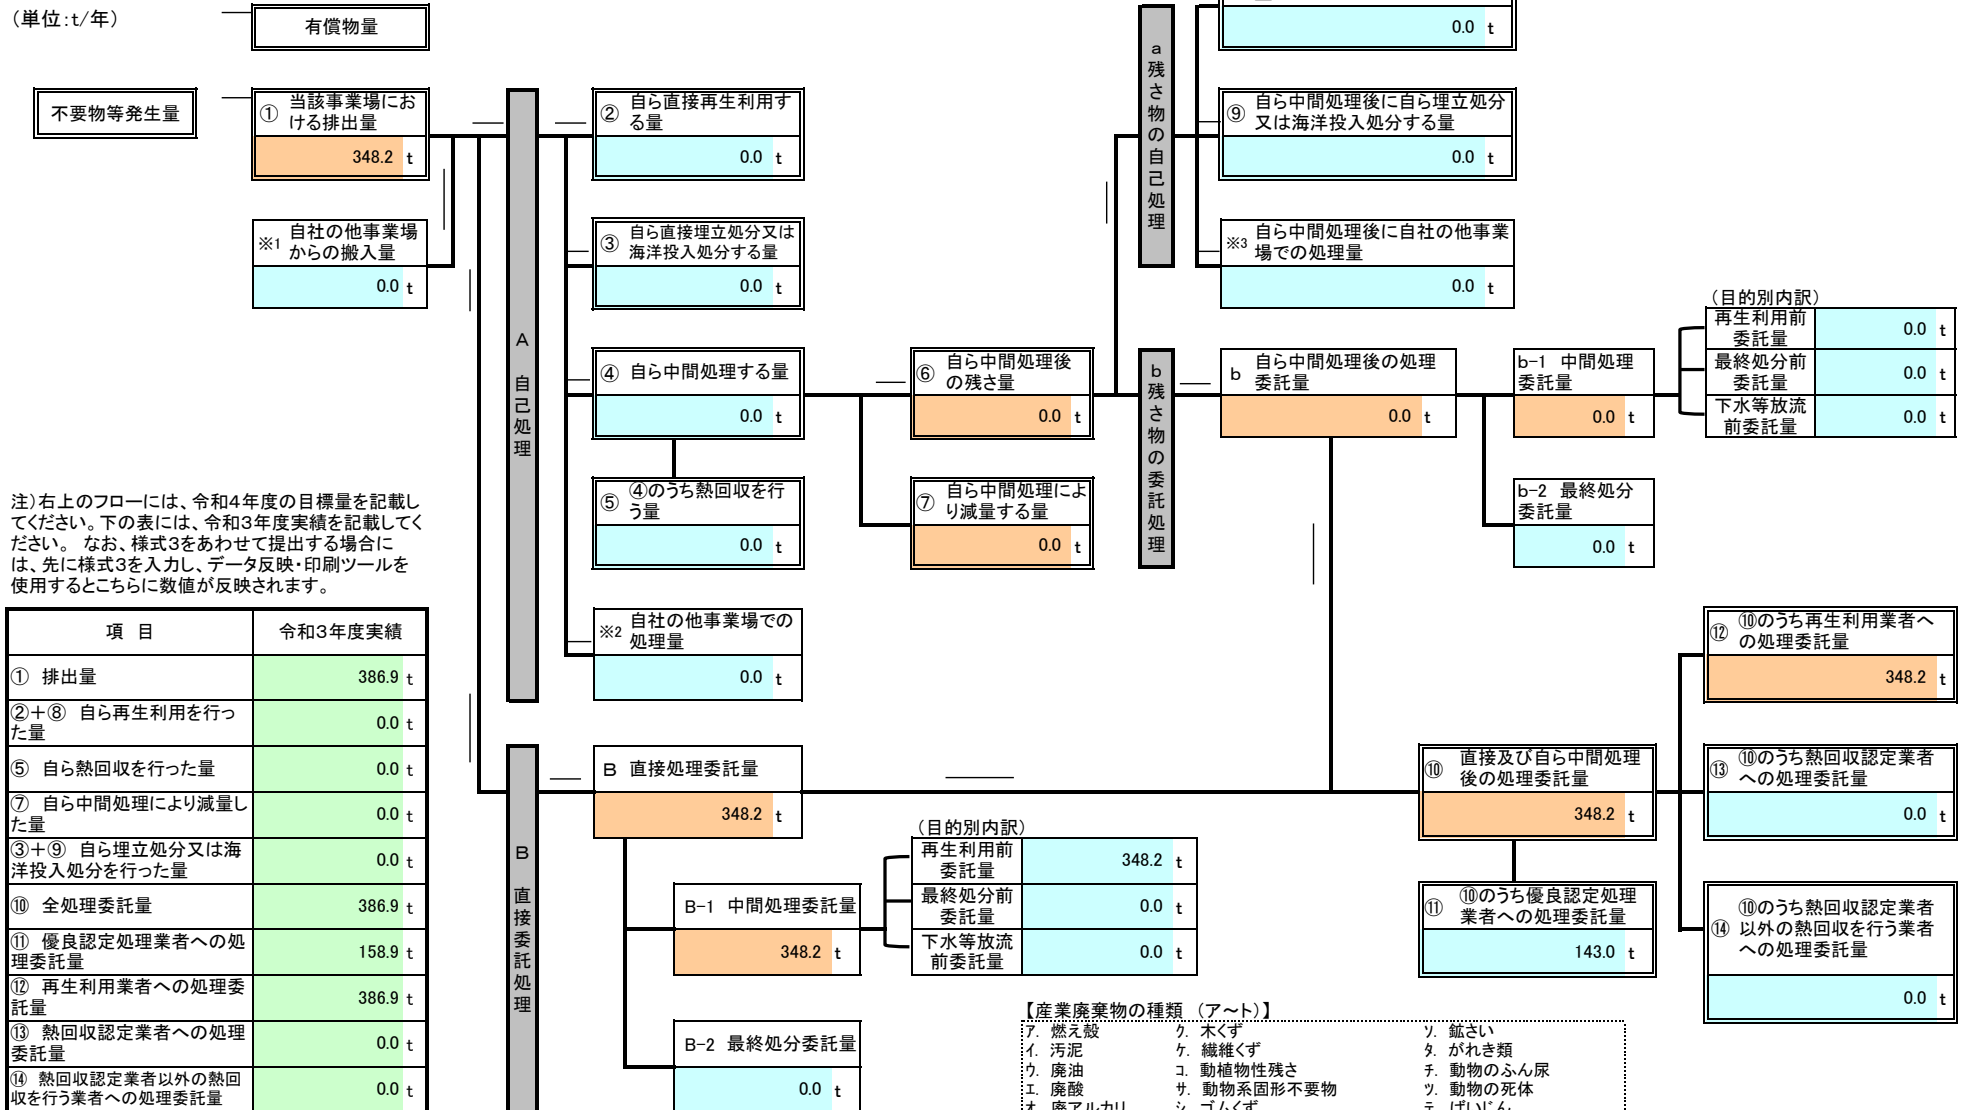 （単位:t/年）
有償物量
不要物等発生量
① 当該事業場にお
ける排出量
348.2 t
※1 自社の他事業場
からの搬入量
0.0 t
A 自己処理
② 自ら直接再生利用す
る量
0.0 t
③ 自ら直接埋立処分又は
海洋投入処分する量
0.0 t
④ 自ら中間処理する量
0.0 t
⑤ ④のうち熱回収を行
う量
0.0 t
※2 自社の他事業場での
処理量
0.0 t
⑥ 自ら中間処理後
の残さ量
0.0 t
⑦ 自ら中間処理によ
り減量する量
0.0 t
a残さ物の自己処理
0.0 t
⑨ 自ら中間処理後に自ら埋立処分
又は海洋投入処分する量
0.0 t
※3 自ら中間処理後に自社の他事業
場での処理量
0.0 t
b残さ物の委託処理
b 自ら中間処理後の処理
委託量
0.0 t
b-1 中間処理
委託量
0.0 t
（目的別内訳）
再生利用前
委託量
0.0 t
最終処分前
委託量
0.0 t
下水等放流
前委託量
0.0 t
b-2 最終処分
委託量
0.0 t
注）右上のフローには、令和４年度の目標量を記載し
てください。下の表には、令和３年度実績を記載してく
ださい。 なお、様式３をあわせて提出する場合に
は、先に様式３を入力し、データ反映・印刷ツールを
使用するとこちらに数値が反映されます。
項 目 令和３年度実績
① 排出量 386.9 t
②＋⑧ 自ら再生利用を行っ
た量 0.0 t
⑤ 自ら熱回収を行った量 0.0 t
⑦ 自ら中間処理により減量し
た量 0.0 t
③＋⑨ 自ら埋立処分又は海
洋投入処分を行った量 0.0 t
⑩ 全処理委託量 386.9 t
⑪ 優良認定処理業者への処
理委託量 158.9 t
⑫ 再生利用業者への処理委
託量 386.9 t
⑬ 熱回収認定業者への処理
委託量 0.0 t
⑭ 熱回収認定業者以外の熱回
収を行う業者への処理委託量 0.0 t
B 直接委託処理
B 直接処理委託量
348.2 t
B-1 中間処理委託量
348.2 t
（目的別内訳）
再生利用前
委託量
348.2 t
最終処分前
委託量
0.0 t
下水等放流
前委託量
0.0 t
B-2 最終処分委託量
0.0 t
⑩ 直接及び自ら中間処理
後の処理委託量
348.2 t
⑪ ⑩のうち優良認定処理
業者への処理委託量
143.0 t
⑫ ⑩のうち再生利用業者へ
の処理委託量
348.2 t
⑬ ⑩のうち熱回収認定業者
への処理委託量
0.0 t
⑭ ⑩のうち熱回収認定業者
以外の熱回収を行う業者
への処理委託量
0.0 t
【産業廃棄物の種類 （ア～ト）】
ｱ. 燃え殻 ｸ. 木くず ｿ. 鉱さい
ｲ. 汚泥 ｹ. 繊維くず ﾀ. がれき類
ｳ. 廃油 ｺ. 動植物性残さ ﾁ. 動物のふん尿
ｴ. 廃酸 ｻ. 動物系固形不要物 ﾂ. 動物の死体
ｵ. 廃アルカリ ｼ. ゴムくず ﾃ. ばいじん